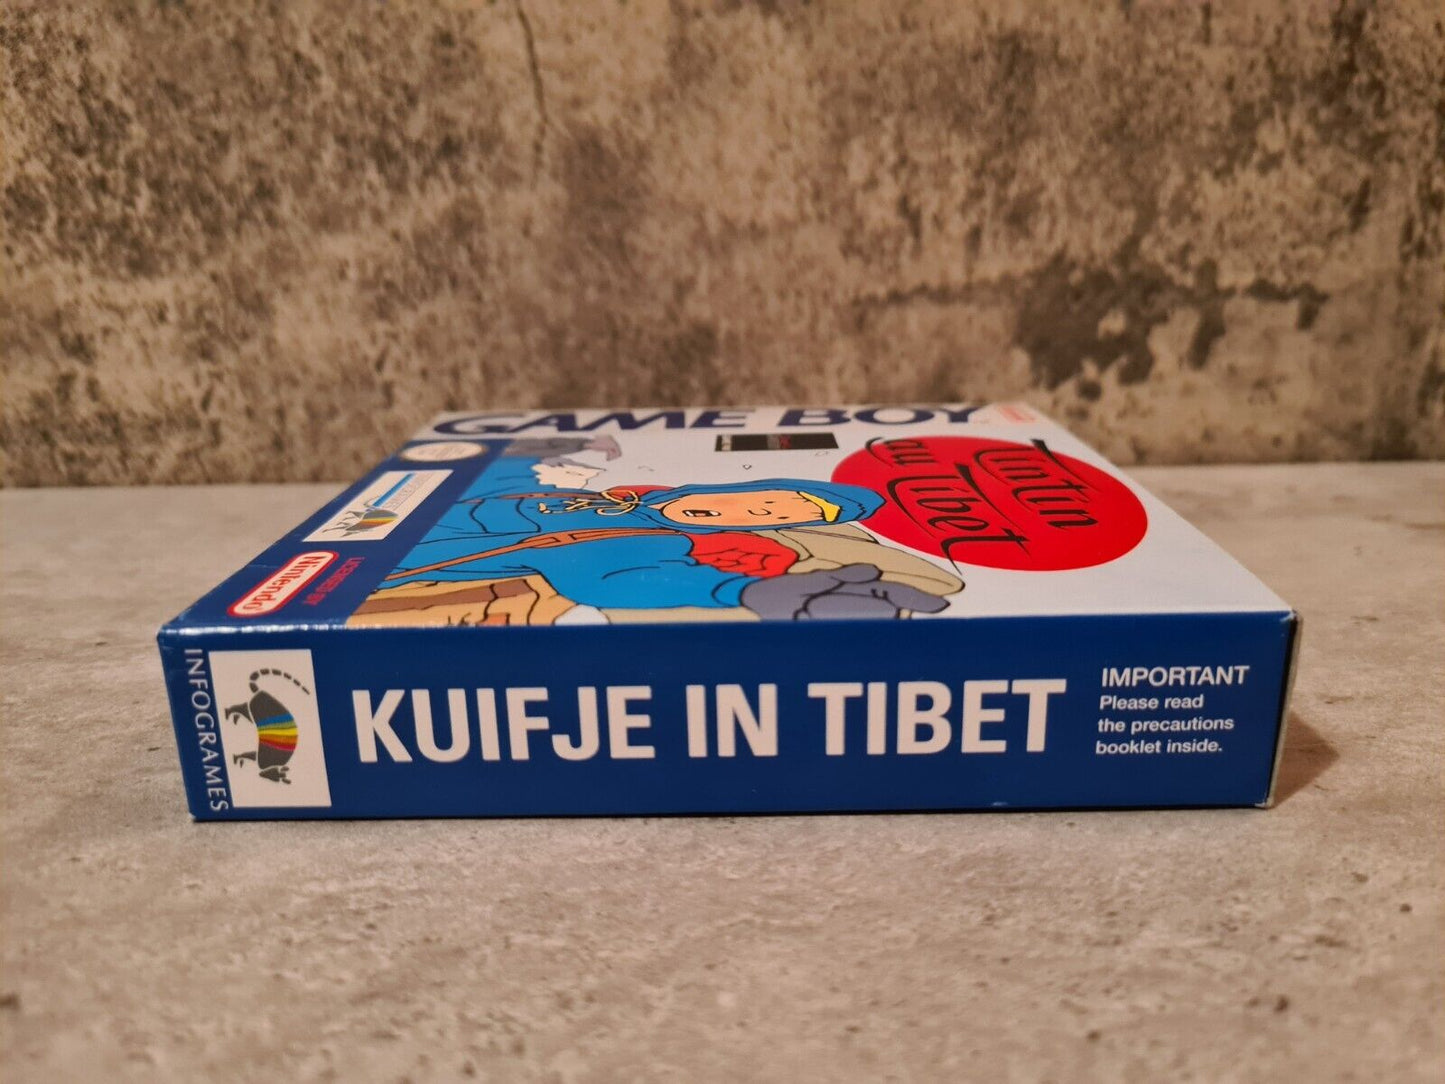 GAME BOY
Tintin
au Tibet
Nintendo
LICENSED BY
INFOGRAMES
KUIFJE IN TIBET
IMPORTANT
Please read
the precautions
booklet inside.